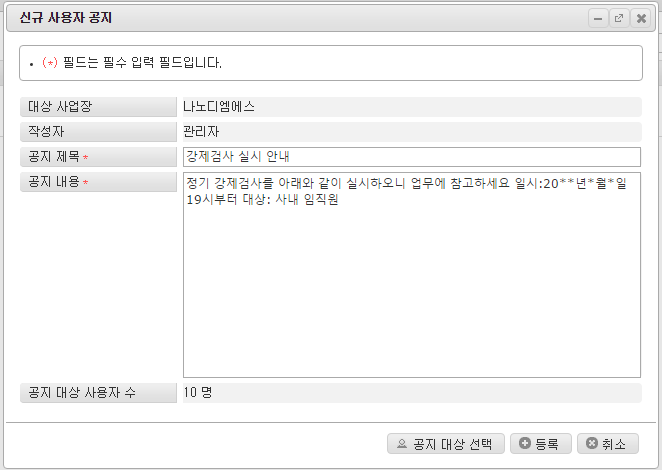 신규 사용자 공지
• (*) 필드는 필수 입력 필드입니다.
대상 사업장 나노디엠에스
작성자 관리자
공지 제목 * 강제검사 실시 안내
공지 내용 * 정기 강제검사를 아래와 같이 실시하오니 업무에 참고하세요 일시:20**년*월*일
19시부터 대상: 사내 임직원
공지 대상 사용자 수 10 명
공지 대상 선택 등록 취소